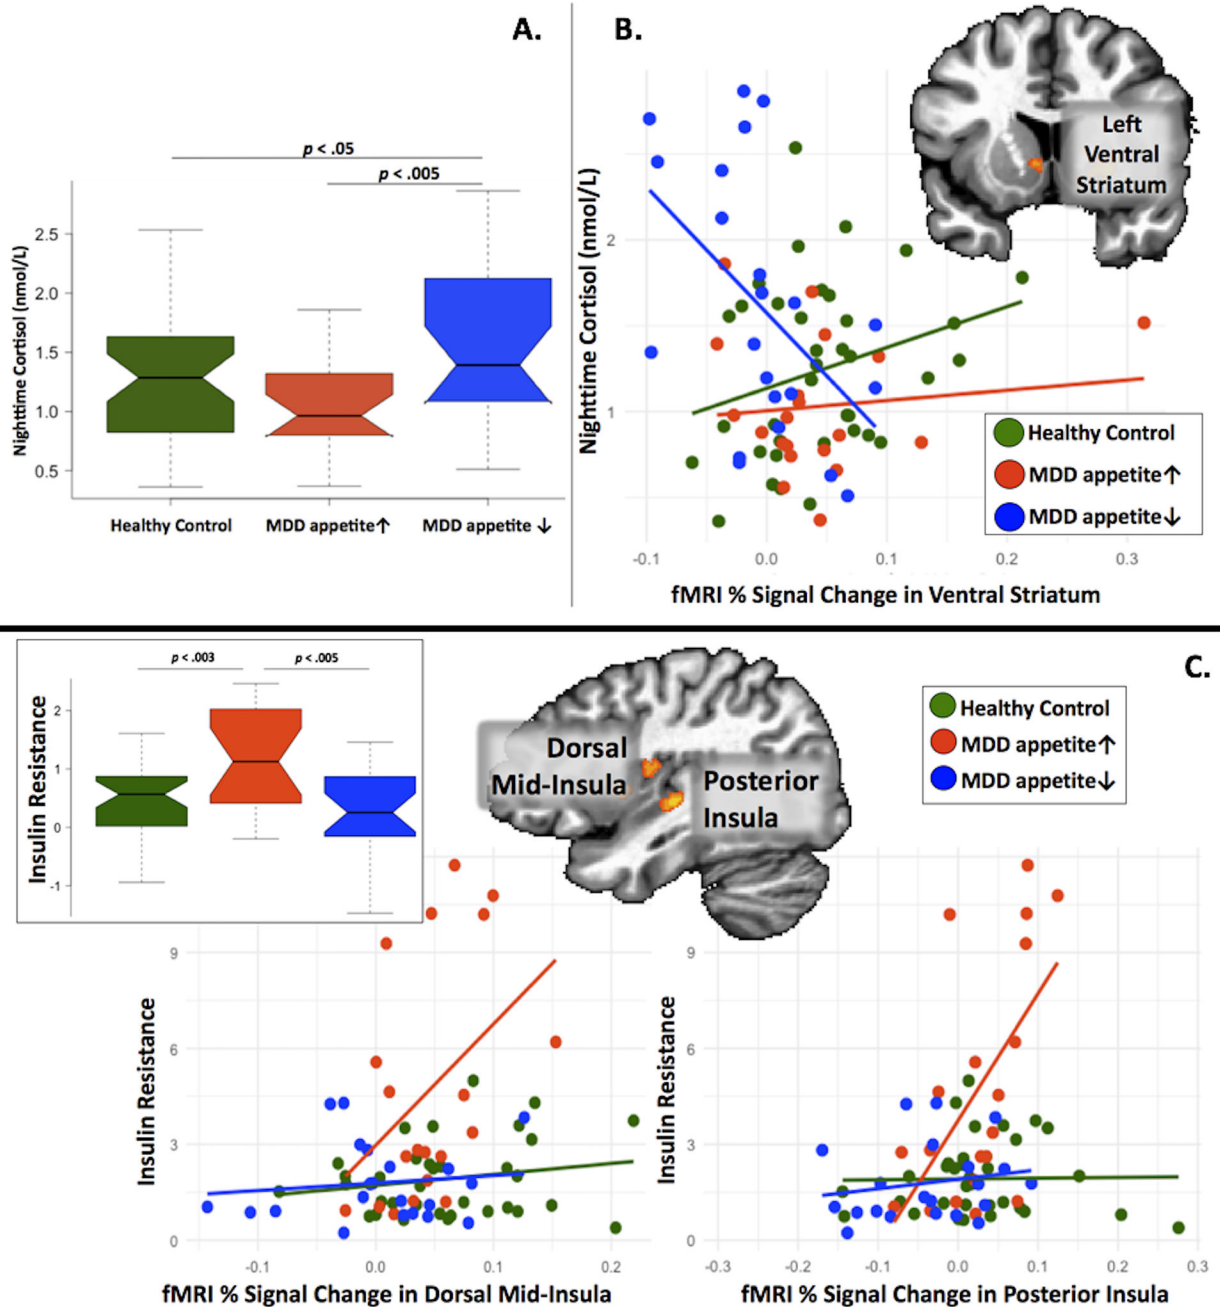 A.
p < .05
p < .005
Nighttime Cortisol (nmol/L)
2.5
2.0
1.5
1.0
0.5
Healthy Control
MDD appetite↑
MDD appetite ↓
B.
Left
Ventral
Striatum
Nighttime Cortisol (nmol/L)
2
1
Healthy Control
MDD appetite↑
MDD appetite↓
-0.1
0.0
0.1
0.2
0.3
fMRI % Signal Change in Ventral Striatum
C.
p < .003
p < .005
Insulin Resistance
2
1
0
-1
Dorsal
Mid-Insula
Posterior
Insula
Healthy Control
MDD appetite↑
MDD appetite↓
Insulin Resistance
9
6
3
0
-0.1
0.0
0.1
0.2
fMRI % Signal Change in Dorsal Mid-Insula
Insulin Resistance
9
6
3
0
-0.3
-0.2
-0.1
0.0
0.1
0.2
0.3
fMRI % Signal Change in Posterior Insula